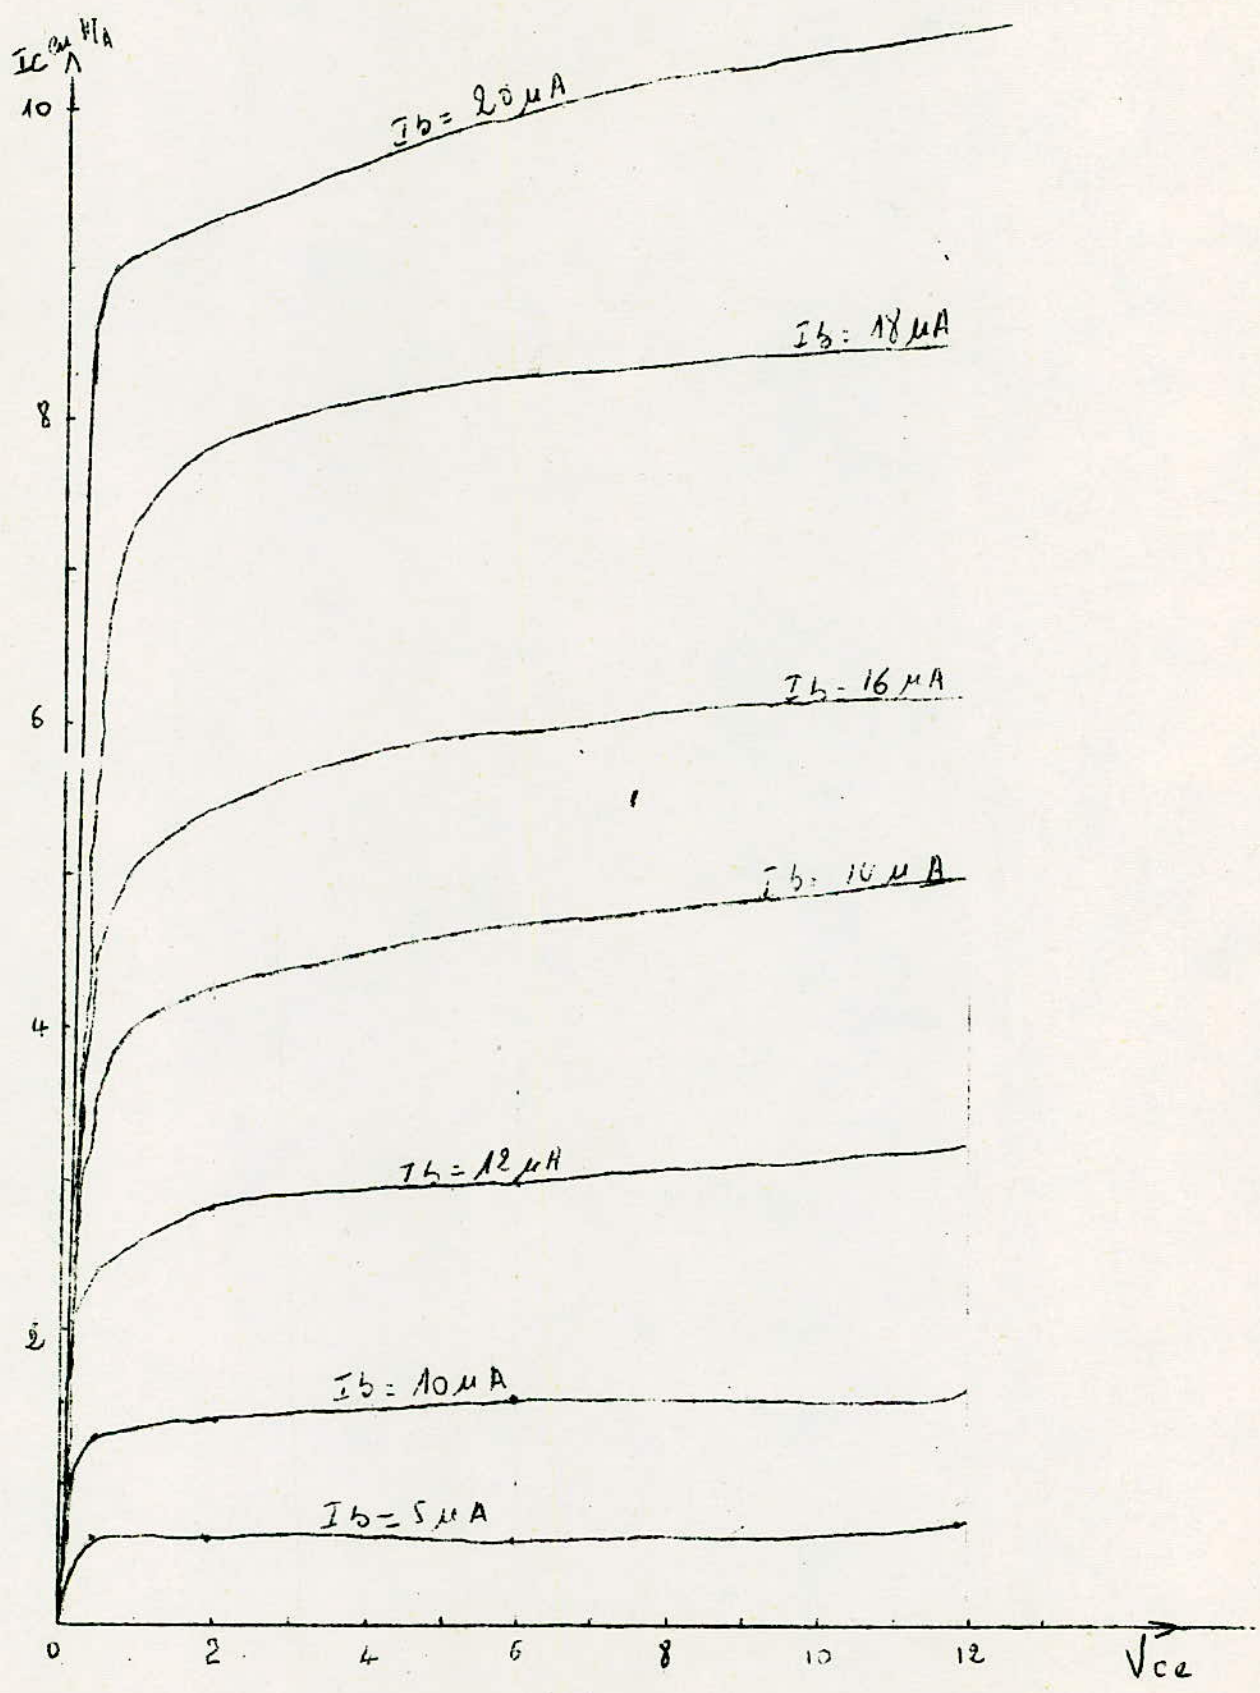 Ic en mA
10
Ib = 20 µA
Ib = 18 µA
8
Ib = 16 µA
6
Ib = 14 µA
4
Ib = 12 µA
2
Ib = 10 µA
Ib = 5 µA
0 2 4 6 8 10 12 Vce